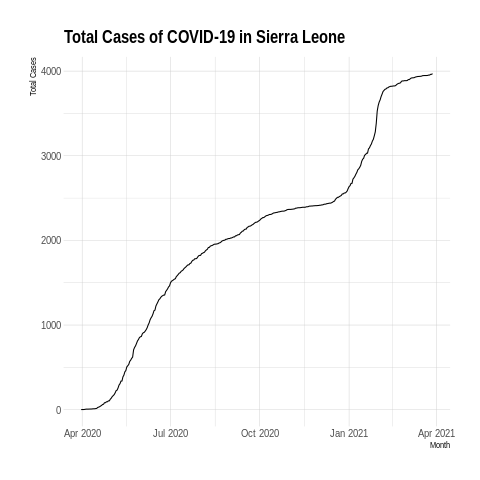 Total Cases of COVID-19 in Sierra Leone
Total Cases
4000
3000
2000
1000
0
Apr 2020 Jul 2020 Oct 2020 Jan 2021 Apr 2021
Month